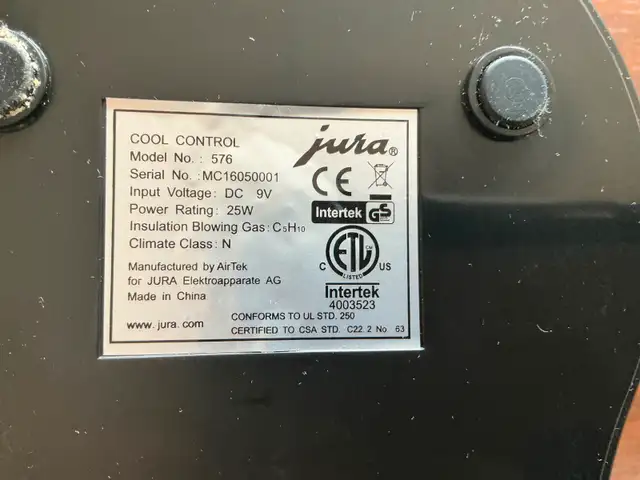 COOL CONTROL
Model No. : 576
Serial No. :MC16050001
Input Voltage: DC 9V
Power Rating: 25W
Insulation Blowing Gas: C₅H₁₀
Climate Class: N
Manufactured by AirTek
for JURA Elektroapparate AG
Made in China
www. jura. com
jura®
CE
Intertek GS
ETL CM
LISTED
C US
Intertek
4003523
CONFORMS TO UL STD. 250
CERTIFIED TO CSA STD. C22. 2 No 63